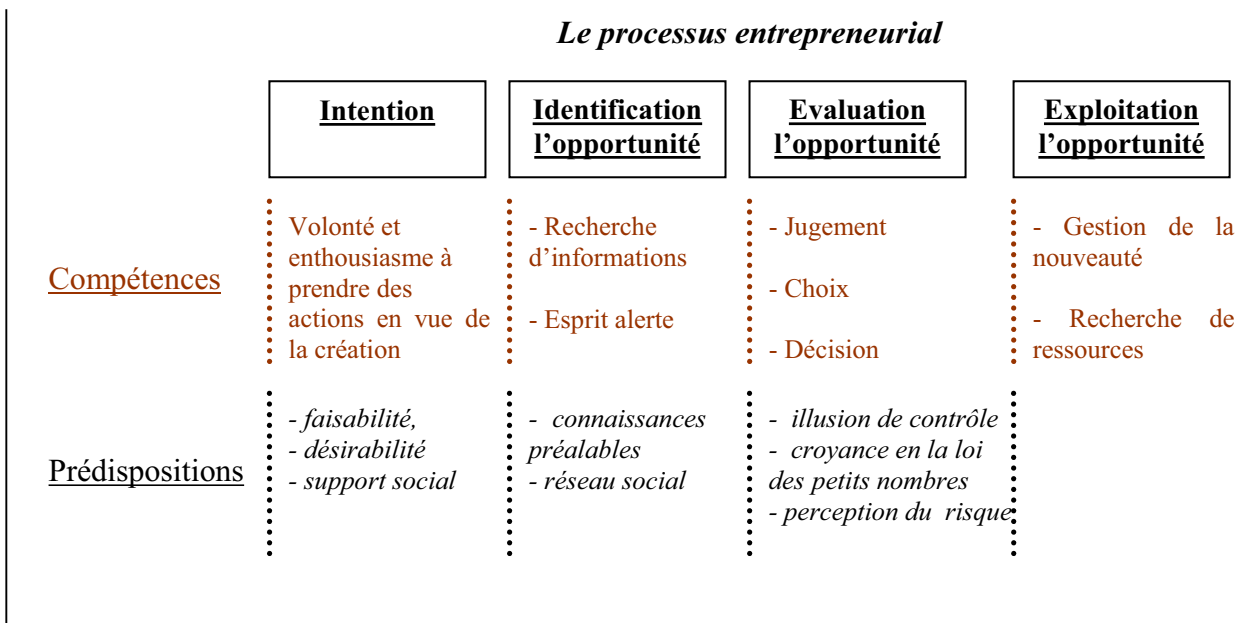 Le processus entrepreneurial
Intention
Identification
l’opportunité
Evaluation
l’opportunité
Exploitation
l’opportunité
Compétences
Volonté et
enthousiasme à
prendre des
actions en vue de
la création
- Recherche
d’informations
- Esprit alerte
- Jugement
- Choix
- Décision
- Gestion de la
nouveauté
- Recherche de
ressources
Prédispositions
- faisabilité,
- désirabilité
- support social
- connaissances
préalables
- réseau social
- illusion de contrôle
- croyance en la loi
des petits nombres
- perception du risque